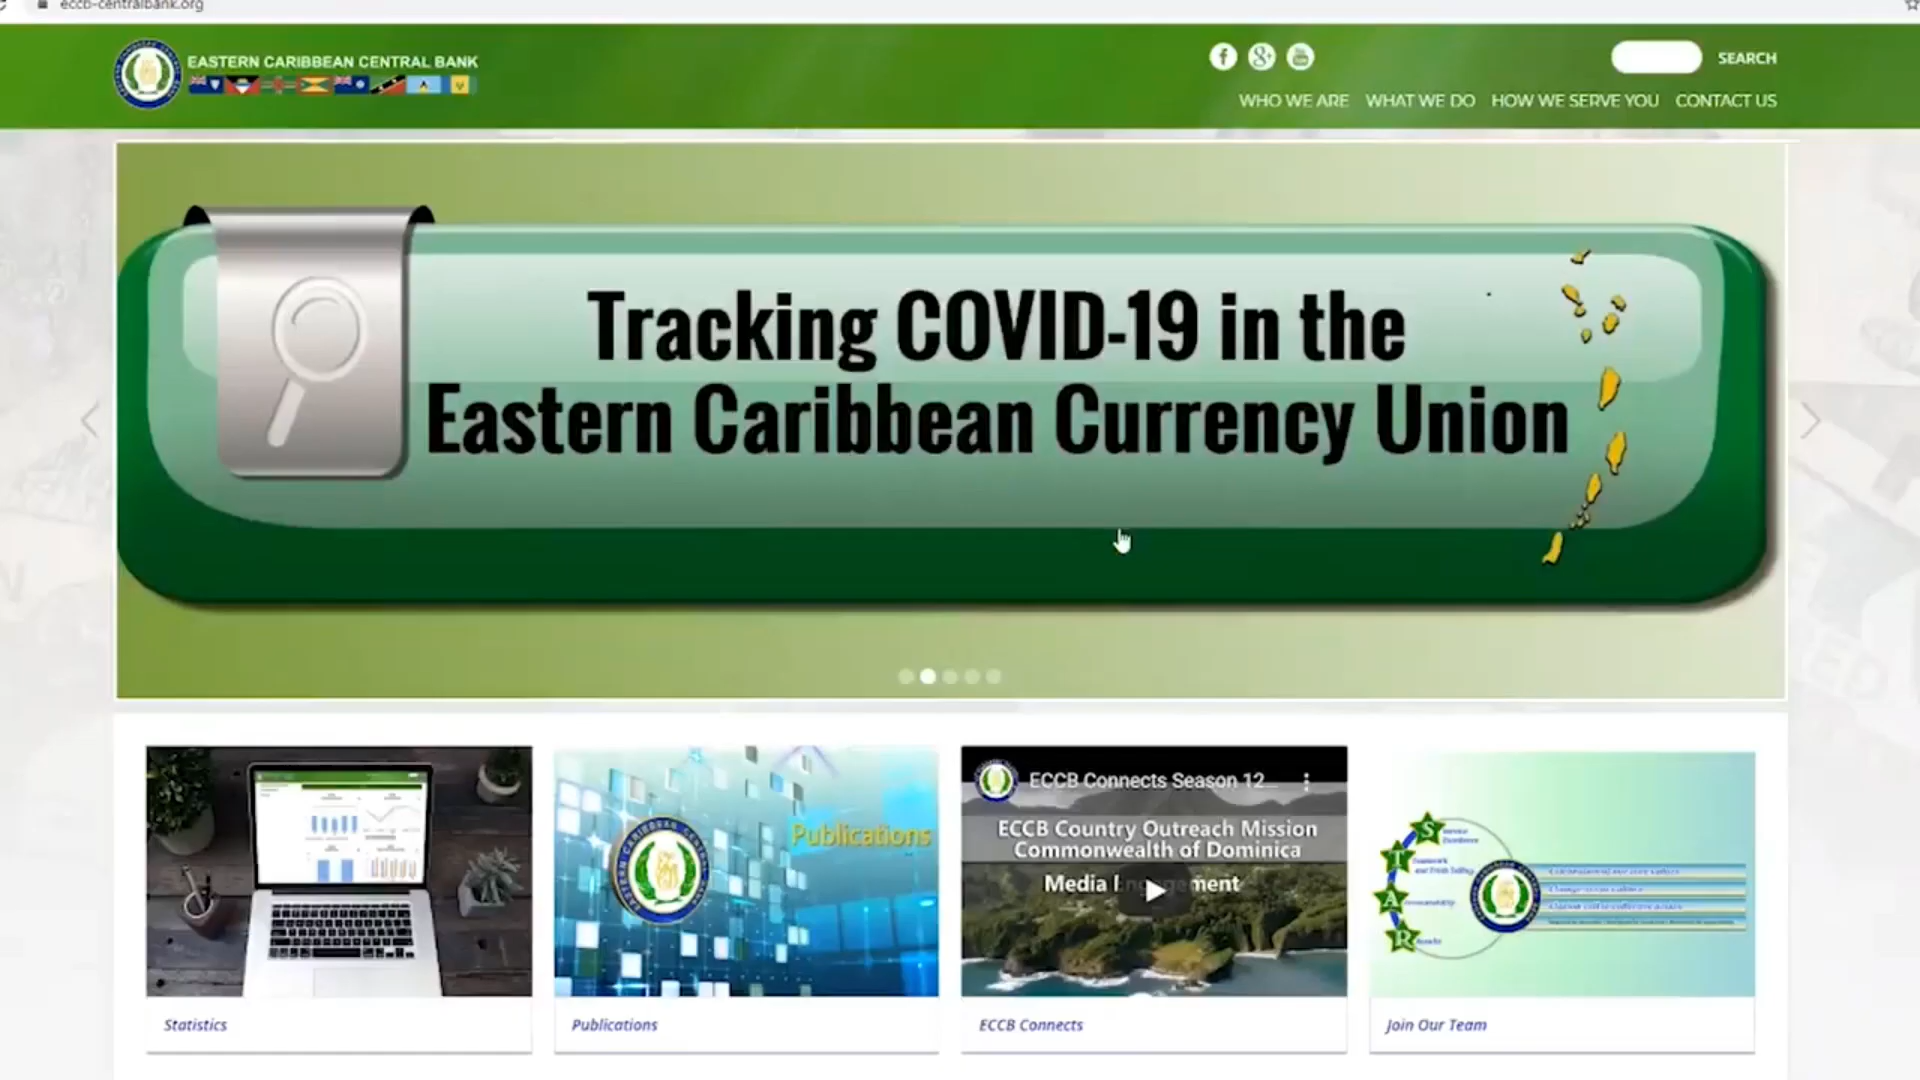 eccb-centralbank.org
EASTERN CARIBBEAN CENTRAL BANK
SEARCH
WHO WE ARE WHAT WE DO HOW WE SERVE YOU CONTACT US
Tracking COVID-19 in the
Eastern Caribbean Currency Union
Publications
ECCB Connects Season 12...
ECCB Country Outreach Mission
Commonwealth of Dominica
Media
S
T
A
R
Statistics
Publications
ECCB Connects
Join Our Team